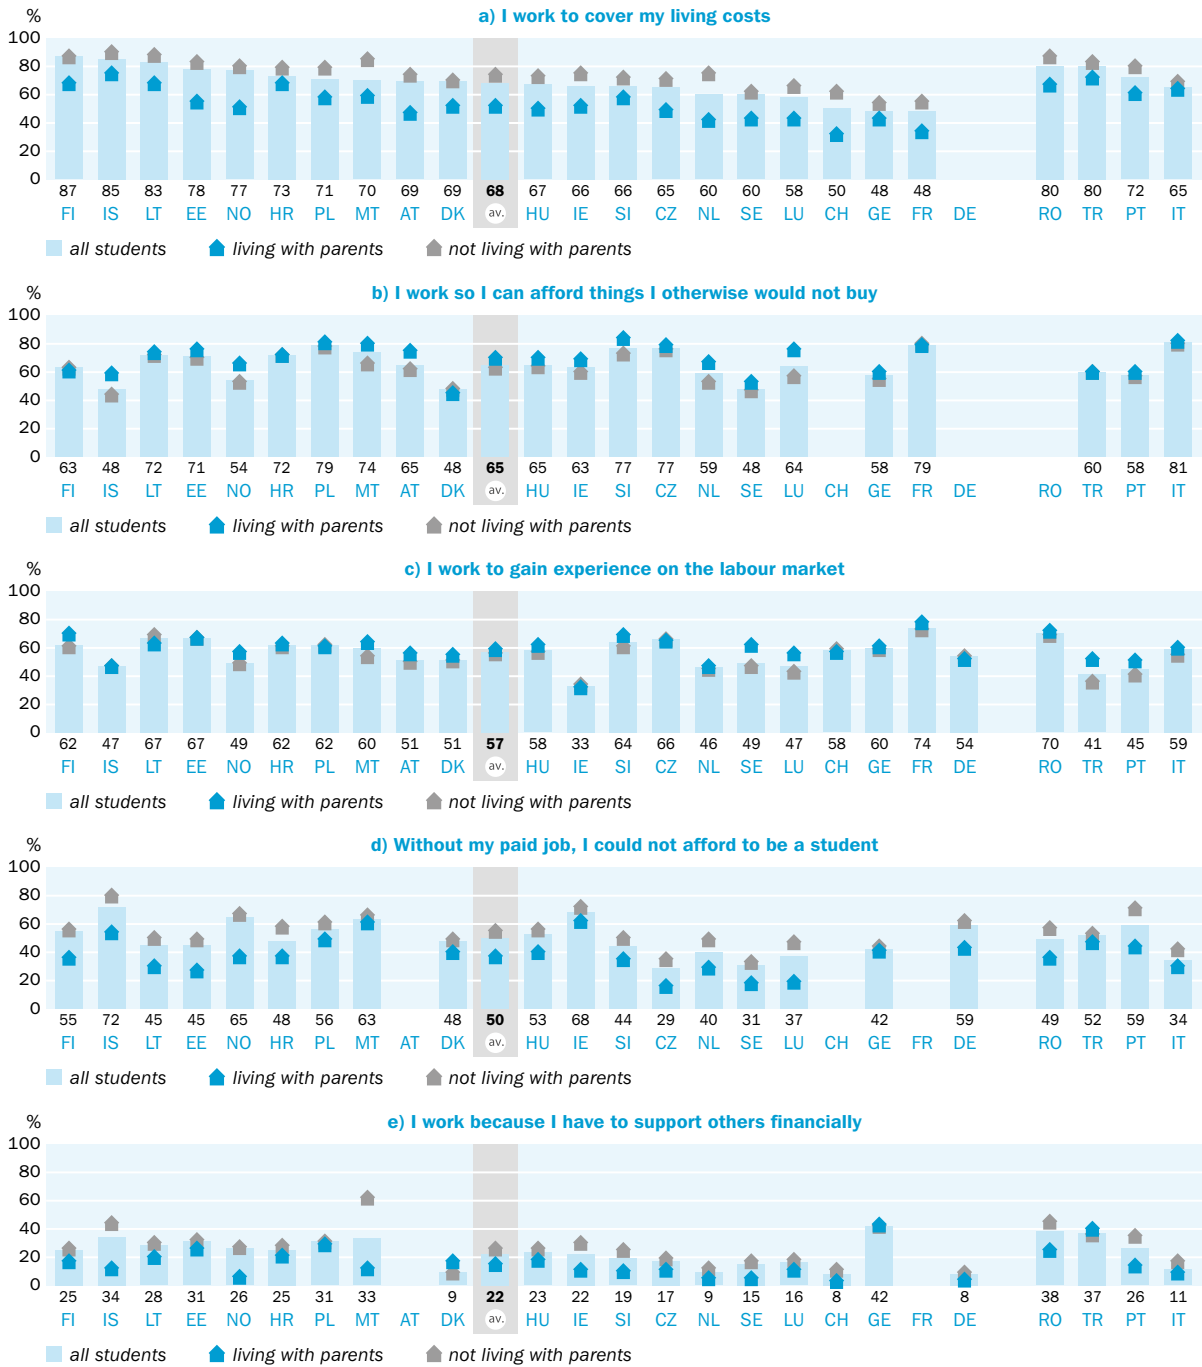 a) I work to cover my living costs
%
100
80
60
40
20
0
87 85 83 78 77 73 71 70 69 69 68 67 66 66 65 60 60 58 50 48 48 80 80 72 65
FI IS LT EE NO HR PL MT AT DK av. HU IE SI CZ NL SE LU CH GE FR DE RO TR PT IT
all students living with parents not living with parents
b) I work so I can afford things I otherwise would not buy
%
100
80
60
40
20
0
63 48 72 71 54 72 79 74 65 48 65 65 63 77 77 59 48 64 58 79 60 58 81
FI IS LT EE NO HR PL MT AT DK av. HU IE SI CZ NL SE LU CH GE FR DE RO TR PT IT
all students living with parents not living with parents
c) I work to gain experience on the labour market
%
100
80
60
40
20
0
62 47 67 67 49 62 62 60 51 51 57 58 33 64 66 46 49 47 58 60 74 54 70 41 45 59
FI IS LT EE NO HR PL MT AT DK av. HU IE SI CZ NL SE LU CH GE FR DE RO TR PT IT
all students living with parents not living with parents
d) Without my paid job, I could not afford to be a student
%
100
80
60
40
20
0
55 72 45 45 65 48 56 63 48 50 53 68 44 29 40 31 37 42 59 49 52 59 34
FI IS LT EE NO HR PL MT AT DK av. HU IE SI CZ NL SE LU CH GE FR DE RO TR PT IT
all students living with parents not living with parents
e) I work because I have to support others financially
%
100
80
60
40
20
0
25 34 28 31 26 25 31 33 9 22 23 22 19 17 9 15 16 8 42 8 38 37 26 11
FI IS LT EE NO HR PL MT AT DK av. HU IE SI CZ NL SE LU CH GE FR DE RO TR PT IT
all students living with parents not living with parents